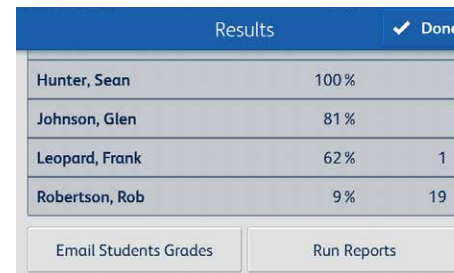 Results ✔ Done
Hunter, Sean 100%
Johnson, Glen 81%
Leopard, Frank 62% 1
Robertson, Rob 9% 19
Email Students Grades Run Reports